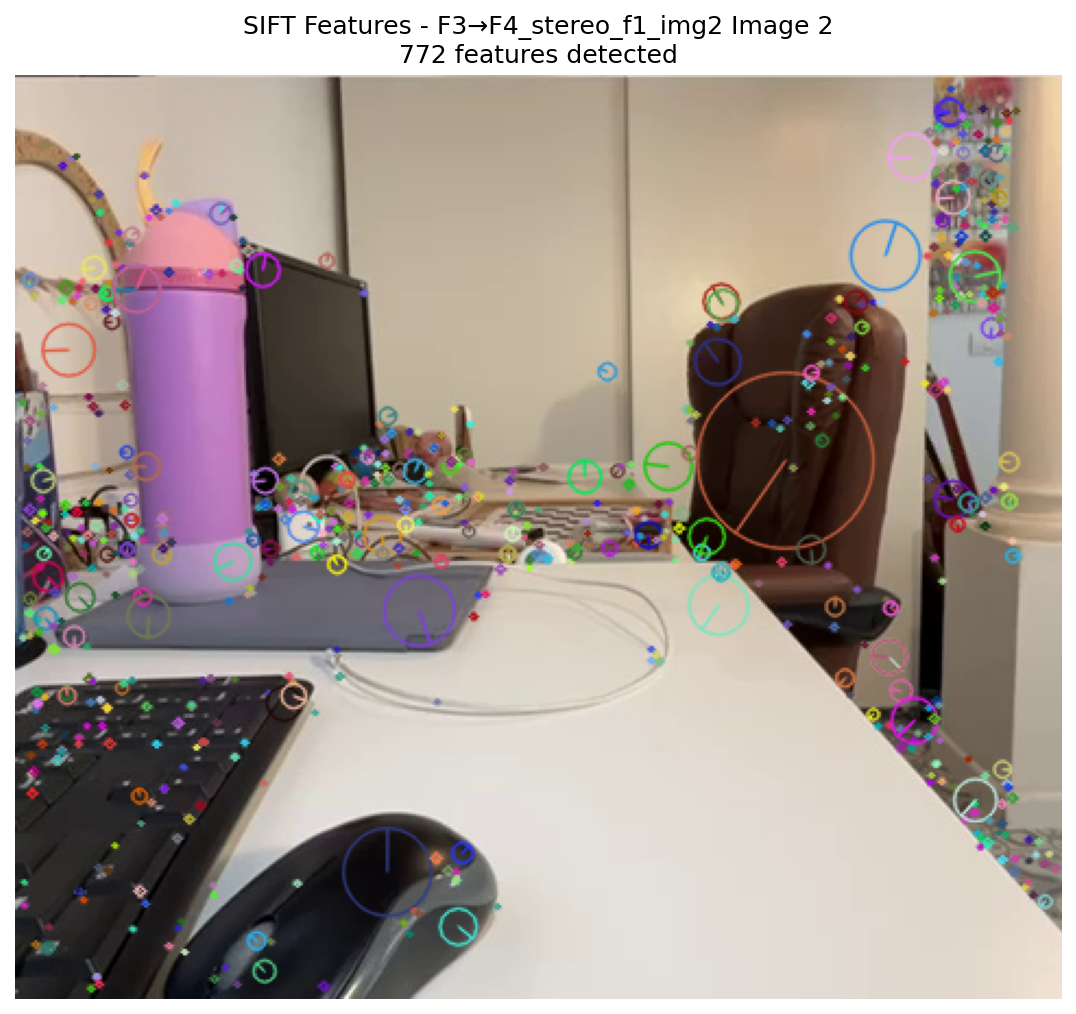 SIFT Features - F3→F4_stereo_f1_img2 Image 2
772 features detected